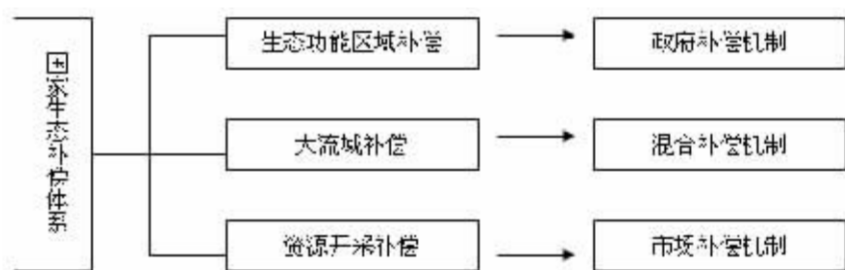 国家生态补偿
生态功能区域补偿
政府补偿机制
大流域补偿
混合补偿机制
资源开采补偿
市场补偿机制